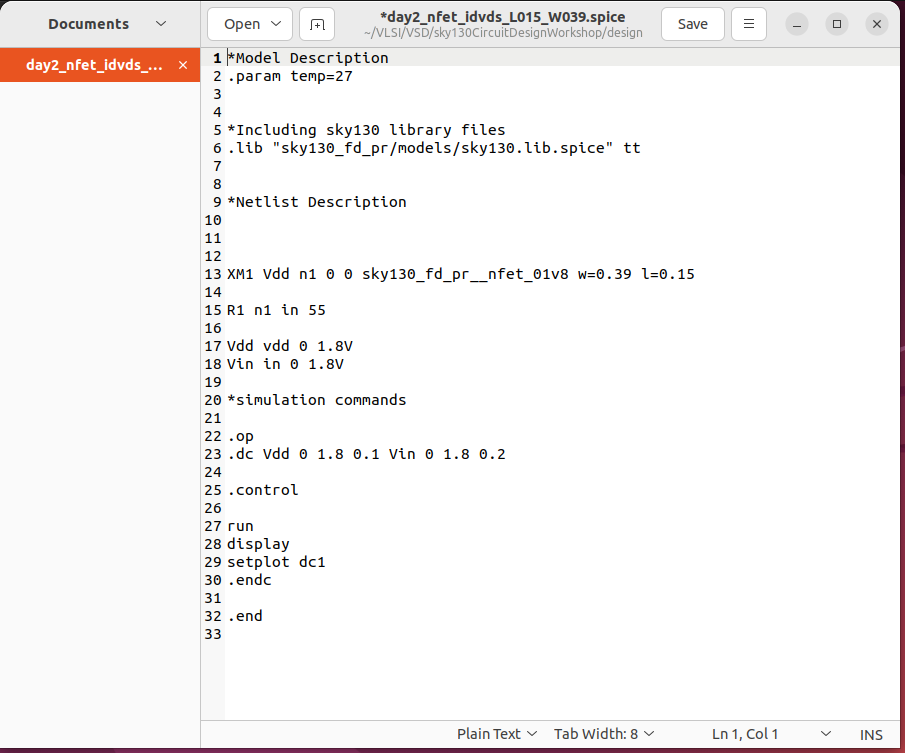 Documents
Open
*day2_nfet_idvds_L015_W039.spice
~/VLSI/VSD/sky130CircuitDesignWorkshop/design
Save
day2_nfet_idvds_...
1 *Model Description
2 .param temp=27
3
4
5 *Including sky130 library files
6 .lib "sky130_fd_pr/models/sky130.lib.spice" tt
7
8
9 *Netlist Description
10
11
12
13 XM1 Vdd n1 0 0 sky130_fd_pr__nfet_01v8 w=0.39 l=0.15
14
15 R1 n1 in 55
16
17 Vdd vdd 0 1.8V
18 Vin in 0 1.8V
19
20 *simulation commands
21
22 .op
23 .dc Vdd 0 1.8 0.1 Vin 0 1.8 0.2
24
25 .control
26
27 run
28 display
29 setplot dc1
30 .endc
31
32 .end
33
Plain Text Tab Width: 8 Ln 1, Col 1 INS